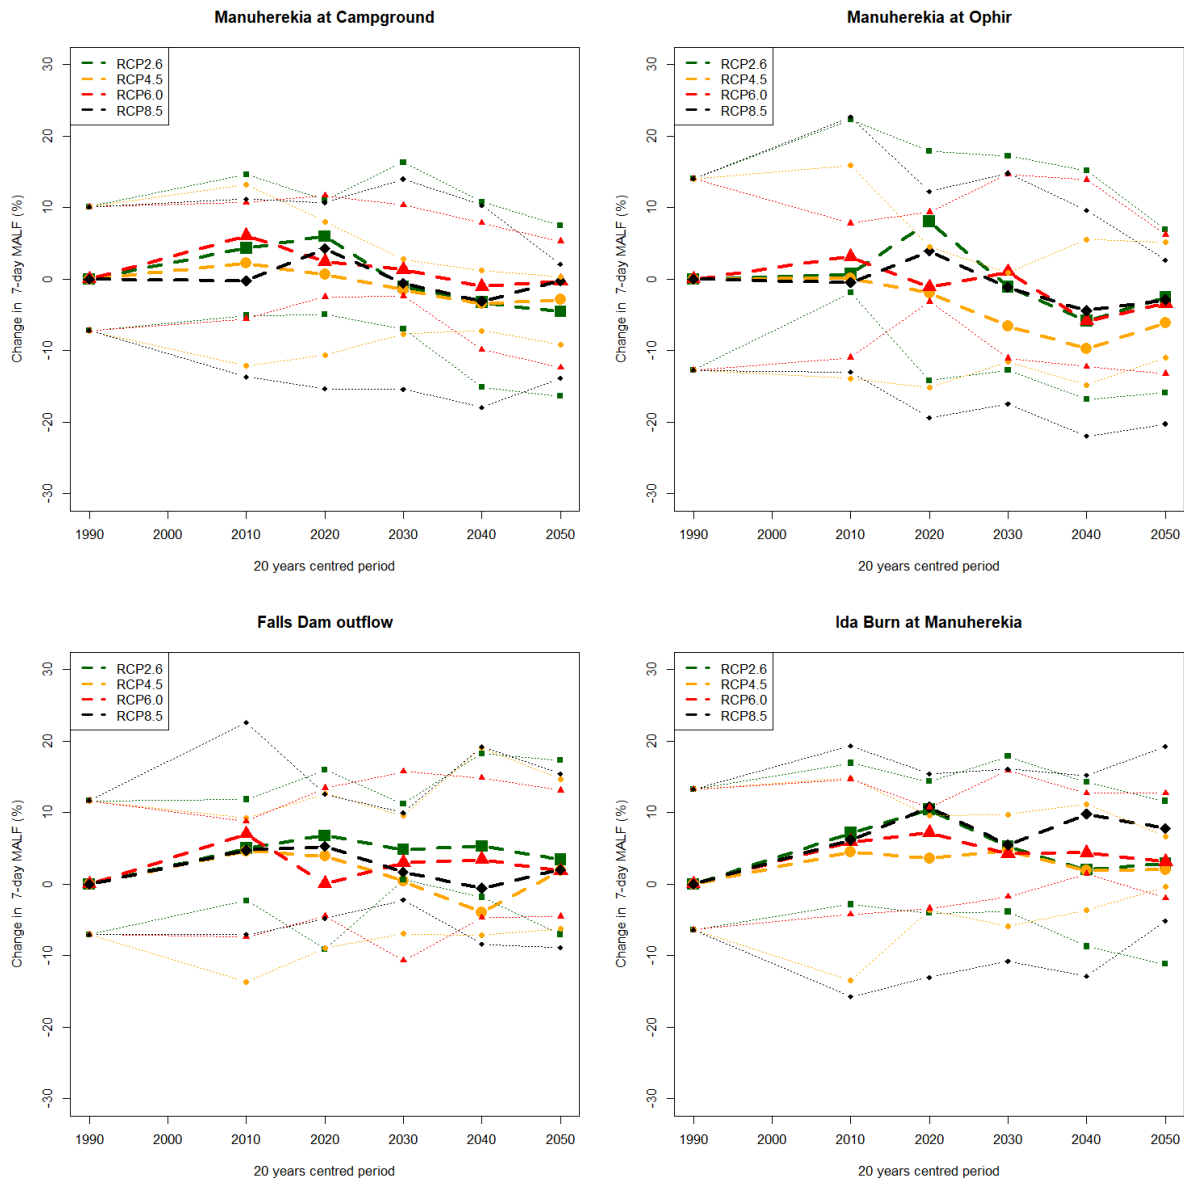 Manuherekia at Campground
RCP2.6
RCP4.5
RCP6.0
RCP8.5
30
20
10
0
-10
-20
-30
Change in 7-day MALF (%)
1990 2000 2010 2020 2030 2040 2050
20 years centred period
Manuherekia at Ophir
RCP2.6
RCP4.5
RCP6.0
RCP8.5
30
20
10
0
-10
-20
-30
Change in 7-day MALF (%)
1990 2000 2010 2020 2030 2040 2050
20 years centred period
Falls Dam outflow
RCP2.6
RCP4.5
RCP6.0
RCP8.5
30
20
10
0
-10
-20
-30
Change in 7-day MALF (%)
1990 2000 2010 2020 2030 2040 2050
20 years centred period
Ida Burn at Manuherekia
RCP2.6
RCP4.5
RCP6.0
RCP8.5
30
20
10
0
-10
-20
-30
Change in 7-day MALF (%)
1990 2000 2010 2020 2030 2040 2050
20 years centred period